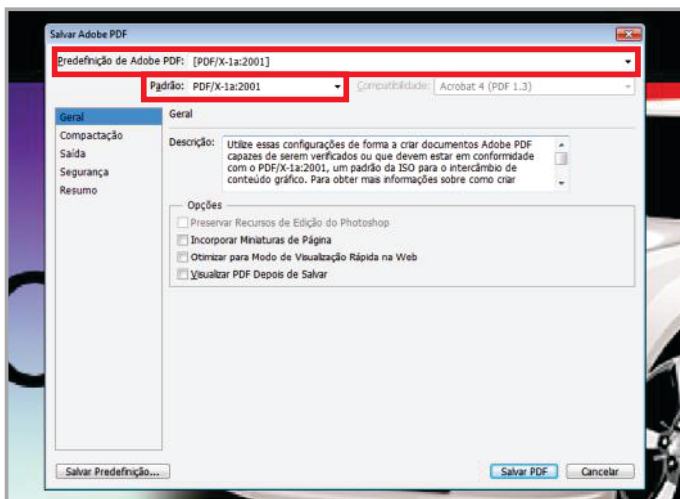 Salvar Adobe PDF
Predefinição de Adobe PDF: [PDF/X-1a:2001]
Padrão: PDF/X-1a:2001 Compatibilidade: Acrobat 4 (PDF 1.3)
Geral
Compactação
Saída
Segurança
Resumo
Geral
Descrição: Utilize essas configurações de forma a criar documentos Adobe PDF
capazes de serem verificados ou que devem estar em conformidade
com o PDF/X-1a:2001, um padrão da ISO para o intercâmbio de
conteúdo gráfico. Para obter mais informações sobre como criar
Opções
Preservar Recursos de Edição do Photoshop
Incorporar Miniaturas de Página
Otimizar para Modo de Visualização Rápida na Web
Visualizar PDF Depois de Salvar
Salvar Predefinição... Salvar PDF Cancelar